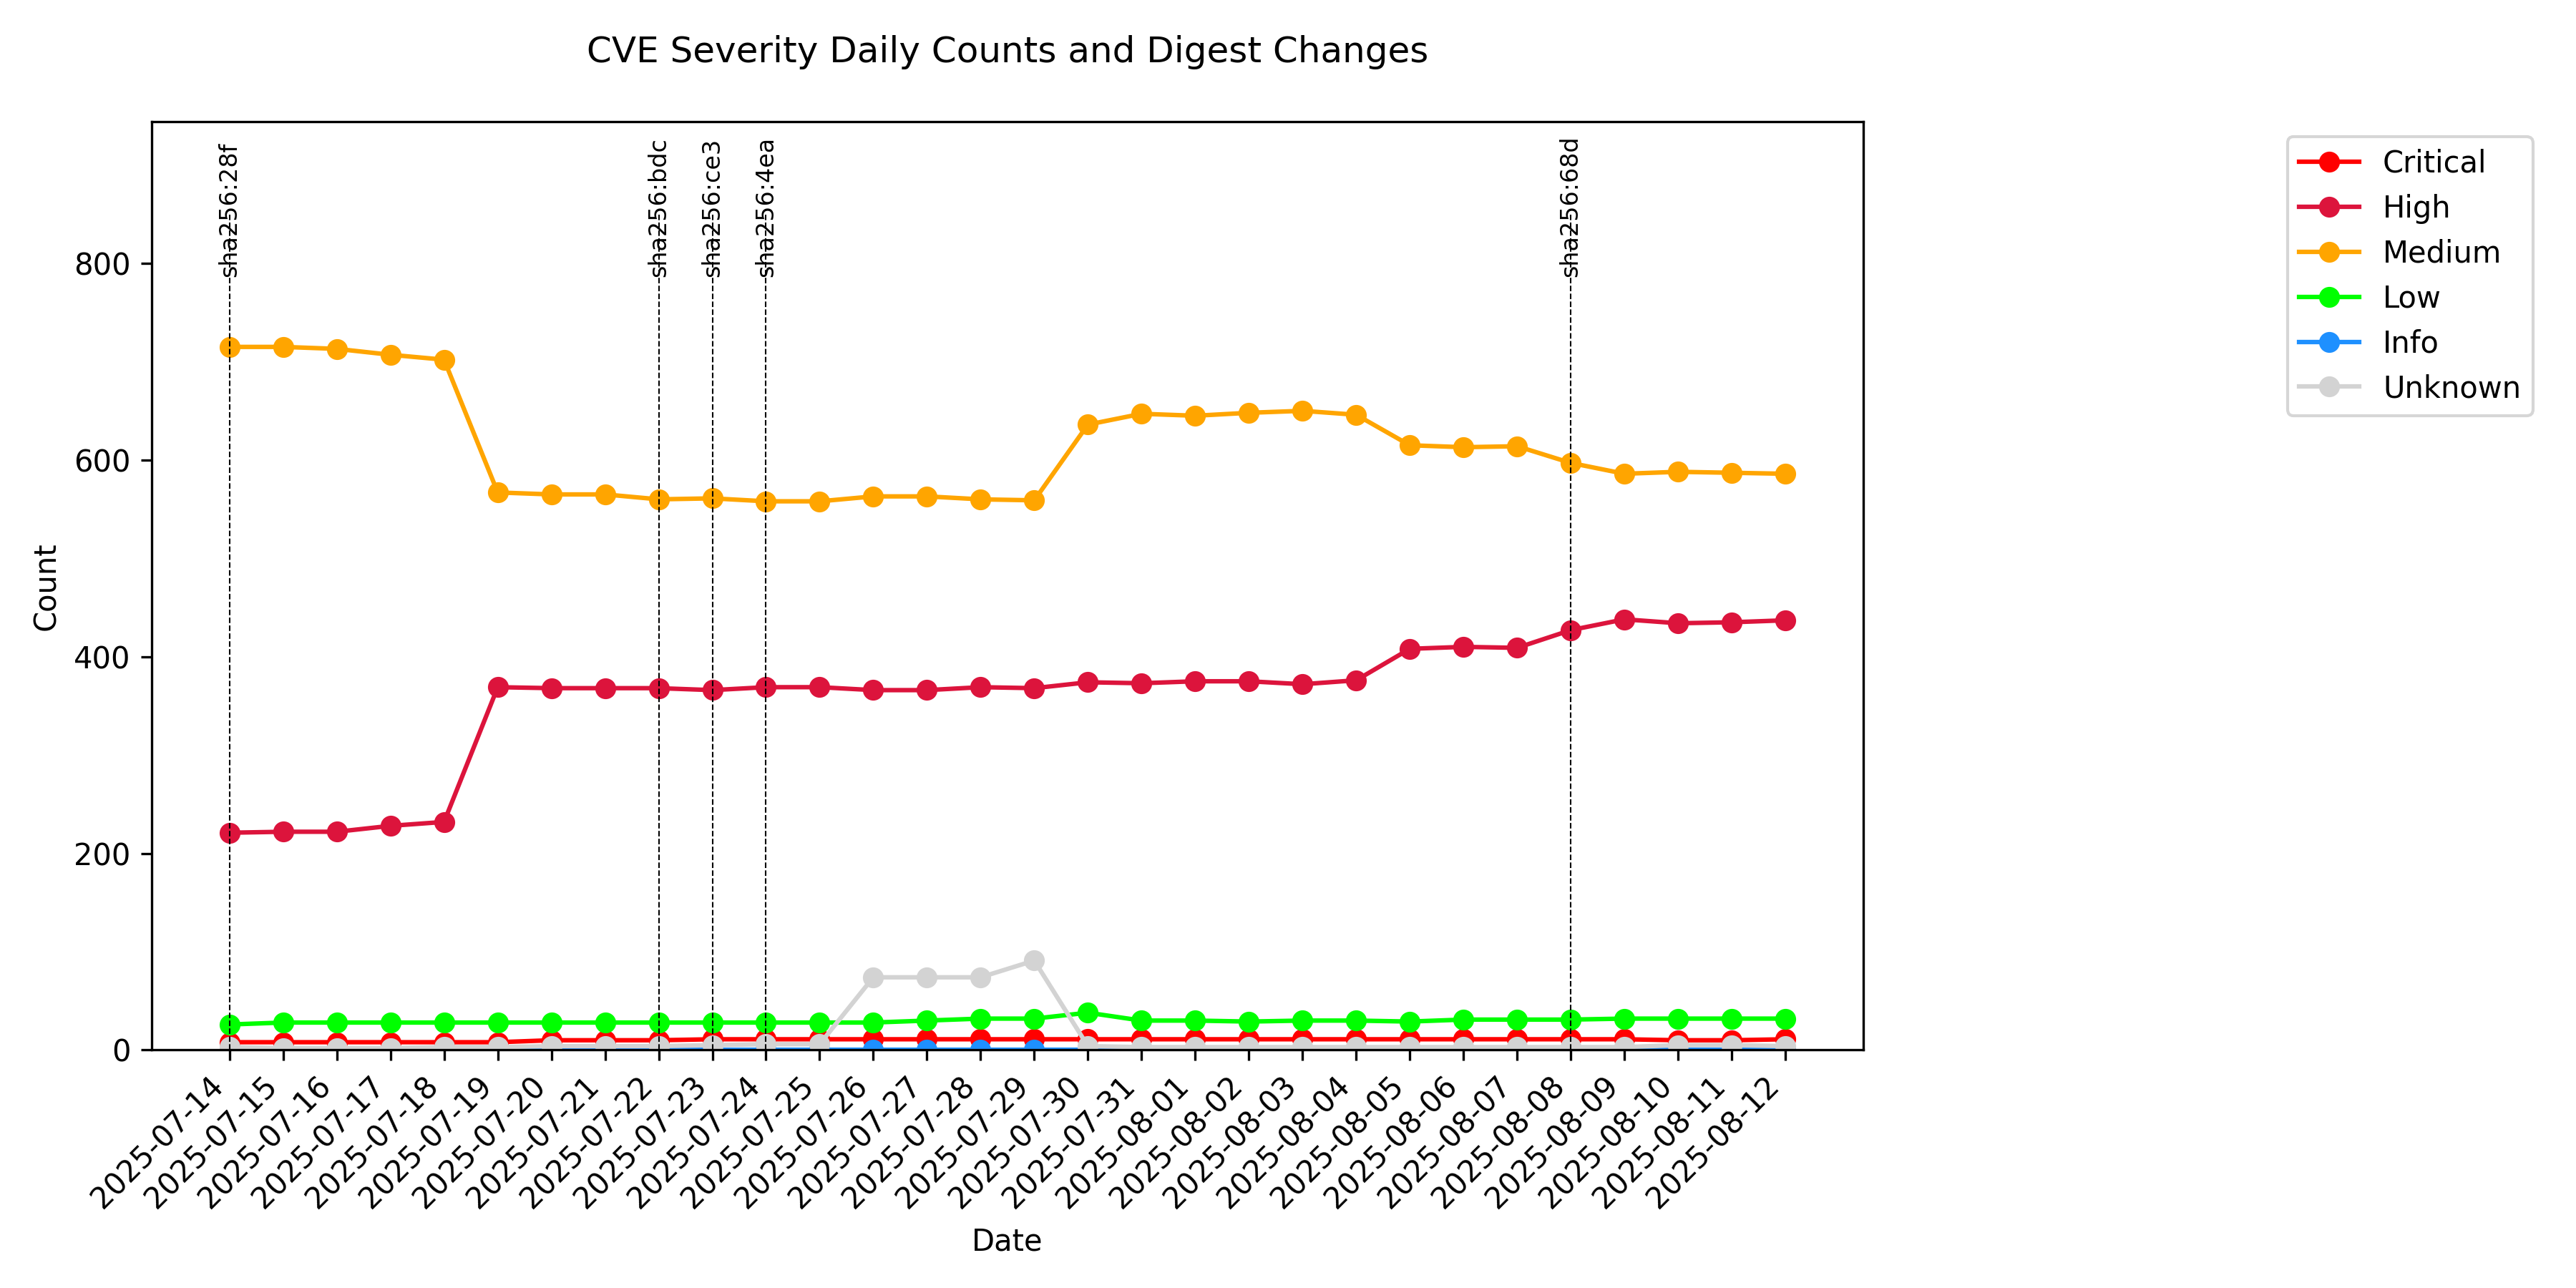 CVE Severity Daily Counts and Digest Changes
sha256:28f
sha256:bdc
sha256:ce3
sha256:4ea
sha256:68d
Critical
High
Medium
Low
Info
Unknown
800
600
400
200
0
Count
2025-07-14
2025-07-15
2025-07-16
2025-07-17
2025-07-18
2025-07-19
2025-07-20
2025-07-21
2025-07-22
2025-07-23
2025-07-24
2025-07-25
2025-07-26
2025-07-27
2025-07-28
2025-07-29
2025-07-30
2025-07-31
2025-08-01
2025-08-02
2025-08-03
2025-08-04
2025-08-05
2025-08-06
2025-08-07
2025-08-08
2025-08-09
2025-08-10
2025-08-11
2025-08-12
Date